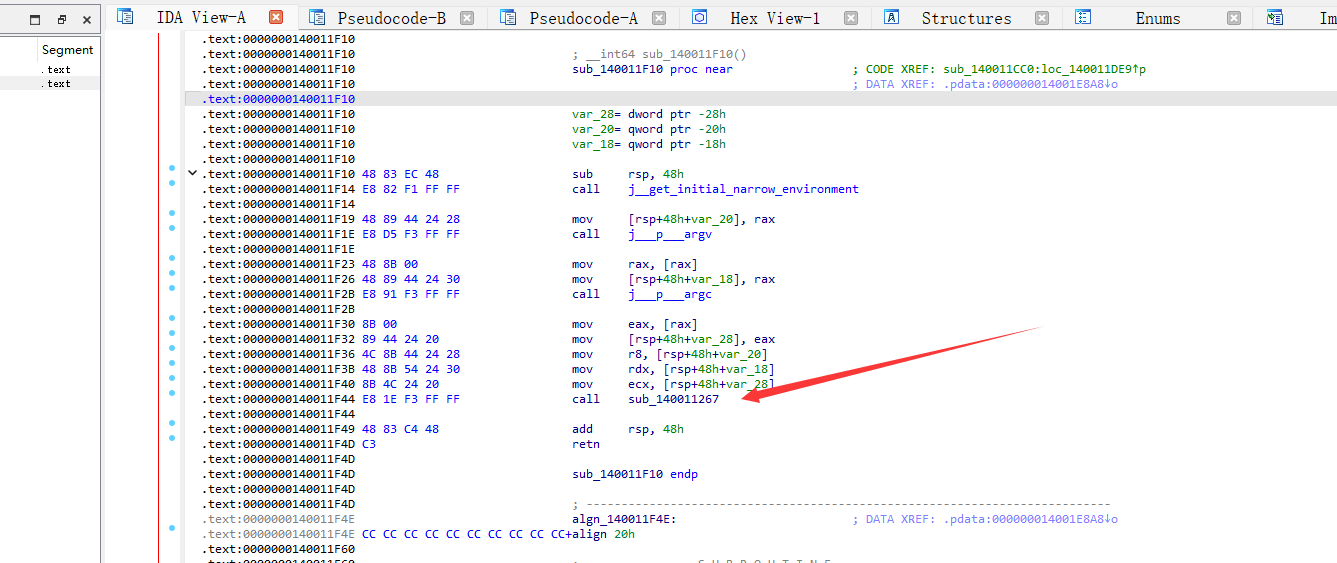 IDA View-A Pseudocode-B Pseudocode-A Hex View-1 Structures Enums Im
Segment
.text
.text
.text:0000000140011F10
.text:0000000140011F10 ; __int64 sub_140011F10()
.text:0000000140011F10 sub_140011F10 proc near ; CODE XREF: sub_140011CC0:loc_140011DE9↑p
.text:0000000140011F10 ; DATA XREF: .pdata:000000014001E8A8↓o
.text:0000000140011F10
.text:0000000140011F10 var_28= dword ptr -28h
.text:0000000140011F10 var_20= qword ptr -20h
.text:0000000140011F10 var_18= qword ptr -18h
.text:0000000140011F10
.text:0000000140011F10 48 83 EC 48 sub rsp, 48h
.text:0000000140011F14 E8 82 F1 FF FF call j__get_initial_narrow_environment
.text:0000000140011F14
.text:0000000140011F19 48 89 44 24 28 mov [rsp+48h+var_20], rax
.text:0000000140011F1E E8 D5 F3 FF FF call j___p___argv
.text:0000000140011F1E
.text:0000000140011F23 48 8B 00 mov rax, [rax]
.text:0000000140011F26 48 89 44 24 30 mov [rsp+48h+var_18], rax
.text:0000000140011F2B E8 91 F3 FF FF call j___p___argc
.text:0000000140011F2B
.text:0000000140011F30 8B 00 mov eax, [rax]
.text:0000000140011F32 89 44 24 20 mov [rsp+48h+var_28], eax
.text:0000000140011F36 4C 8B 44 24 28 mov r8, [rsp+48h+var_20]
.text:0000000140011F3B 48 8B 54 24 30 mov rdx, [rsp+48h+var_18]
.text:0000000140011F40 8B 4C 24 20 mov ecx, [rsp+48h+var_28]
.text:0000000140011F44 E8 1E F3 FF FF call sub_140011267
.text:0000000140011F44
.text:0000000140011F49 48 83 C4 48 add rsp, 48h
.text:0000000140011F4D C3 retn
.text:0000000140011F4D
.text:0000000140011F4D sub_140011F10 endp
.text:0000000140011F4D
.text:0000000140011F4D ; ---------------------------------------------------------------------------
.text:0000000140011F4E algn_140011F4E: ; DATA XREF: .pdata:000000014001E8A8↓o
.text:0000000140011F4E CC CC CC CC CC CC CC CC CC CC+align 20h
.text:0000000140011F60